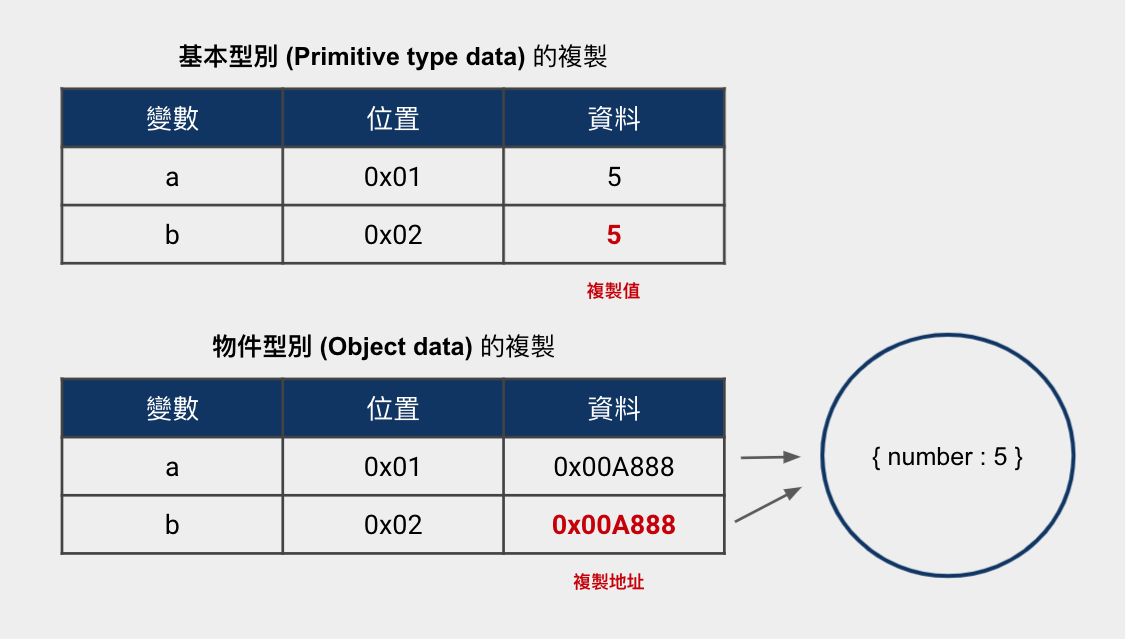 基本型別 (Primitive type data) 的複製
變數 位置 資料
a 0x01 5
b 0x02 5
複製值
物件型別 (Object data) 的複製
變數 位置 資料
a 0x01 0x00A888
b 0x02 0x00A888
複製地址
{ number : 5 }